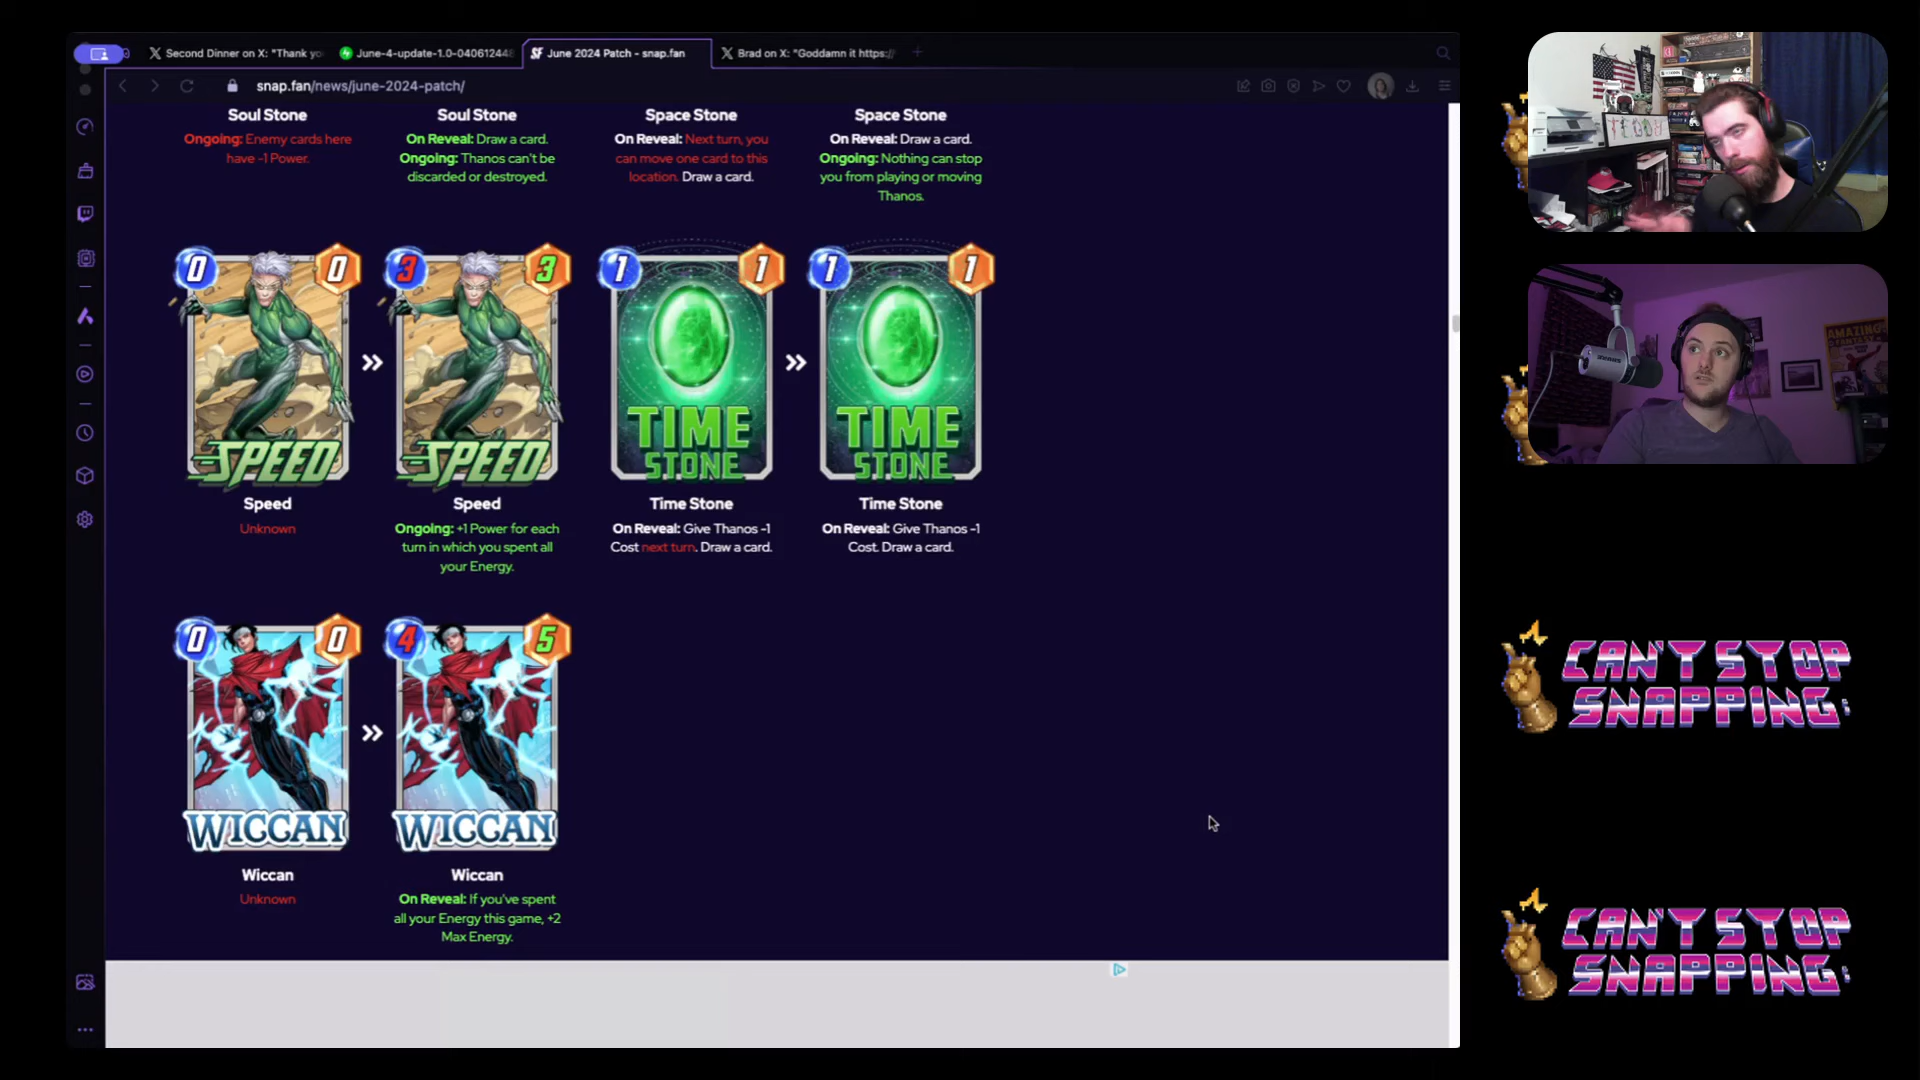 Second Dinner on X: "Thank yo
June-4-update-1.0-040612448
June 2024 Patch - snap.fan
Brad on X: "Goddamn it https:/
snap.fan/news/june-2024-patch/
Soul Stone
Ongoing: Enemy cards here
have -1 Power.
Soul Stone
On Reveal: Draw a card.
Ongoing: Thanos can't be
discarded or destroyed.
Space Stone
On Reveal: Next turn, you
can move one card to this
location. Draw a card.
Space Stone
On Reveal: Draw a card.
Ongoing: Nothing can stop
you from playing or moving
Thanos.
0 0
SPEED
3 3
SPEED
1 1
TIME
STONE
1 1
TIME
STONE
Speed
Unknown
Speed
Ongoing: +1 Power for each
turn in which you spent all
your Energy.
Time Stone
On Reveal: Give Thanos -1
Cost next turn. Draw a card.
Time Stone
On Reveal: Give Thanos -1
Cost. Draw a card.
0 0
WICCAN
4 5
WICCAN
Wiccan
Unknown
Wiccan
On Reveal: If you've spent
all your Energy this game, +2
Max Energy.
AMAZING
FANTASY
CAN'T STOP
SNAPPING:
CAN'T STOP
SNAPPING: